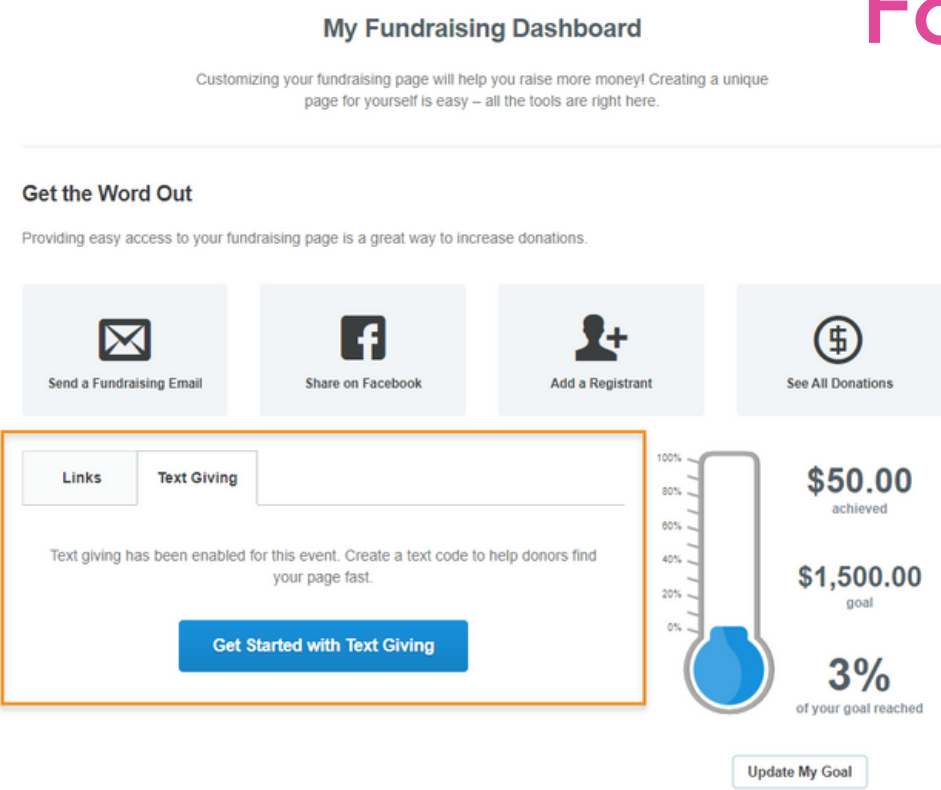 Fo
My Fundraising Dashboard
Customizing your fundraising page will help you raise more money! Creating a unique
page for yourself is easy – all the tools are right here.
Get the Word Out
Providing easy access to your fundraising page is a great way to increase donations.
Send a Fundraising Email
Share on Facebook
Add a Registrant
See All Donations
Links
Text Giving
Text giving has been enabled for this event. Create a text code to help donors find
your page fast.
Get Started with Text Giving
100%
80%
60%
40%
20%
0%
$50.00
achieved
$1,500.00
goal
3%
of your goal reached
Update My Goal